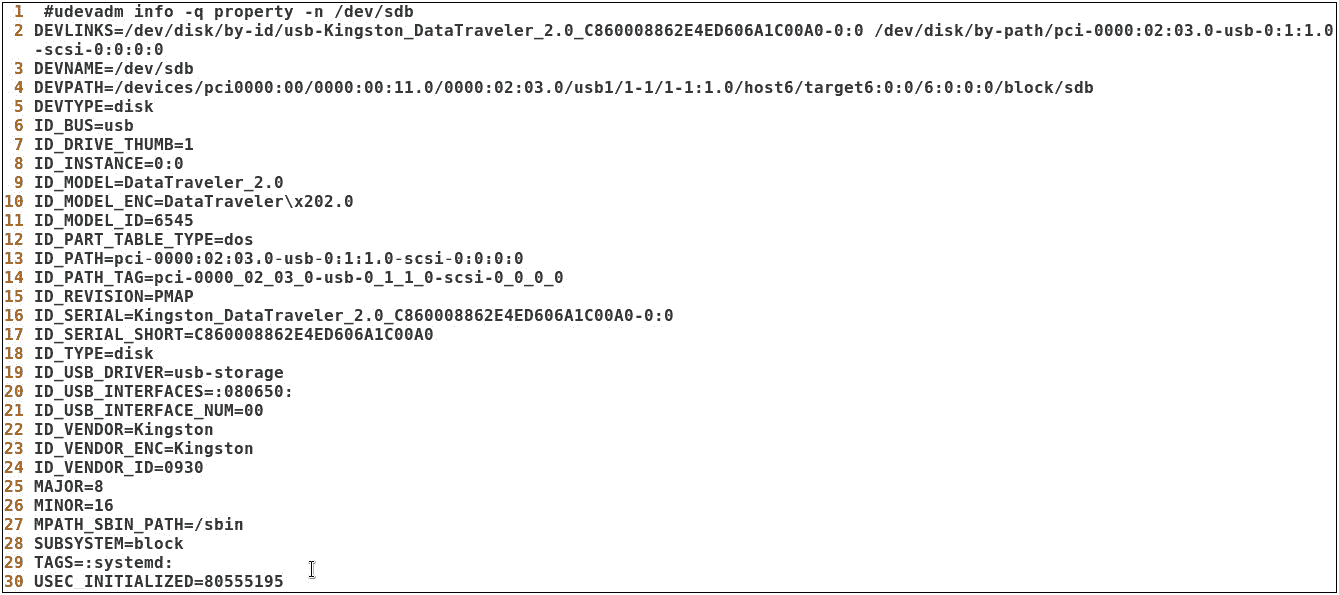 1 #udevadm info -q property -n /dev/sdb
2 DEVLINKS=/dev/disk/by-id/usb-Kingston_DataTraveler_2.0_C860008862E4ED606A1C00A0-0:0 /dev/disk/by-path/pci-0000:02:03.0-usb-0:1:1.0
-scsi-0:0:0:0
3 DEVNAME=/dev/sdb
4 DEVPATH=/devices/pci0000:00/0000:00:11.0/0000:02:03.0/usb1/1-1/1-1:1.0/host6/target6:0:0/6:0:0:0/block/sdb
5 DEVTYPE=disk
6 ID_BUS=usb
7 ID_DRIVE_THUMB=1
8 ID_INSTANCE=0:0
9 ID_MODEL=DataTraveler_2.0
10 ID_MODEL_ENC=DataTraveler\x202.0
11 ID_MODEL_ID=6545
12 ID_PART_TABLE_TYPE=dos
13 ID_PATH=pci-0000:02:03.0-usb-0:1:1.0-scsi-0:0:0:0
14 ID_PATH_TAG=pci-0000_02_03_0-usb-0_1_1_0-scsi-0_0_0_0
15 ID_REVISION=PMAP
16 ID_SERIAL=Kingston_DataTraveler_2.0_C860008862E4ED606A1C00A0-0:0
17 ID_SERIAL_SHORT=C860008862E4ED606A1C00A0
18 ID_TYPE=disk
19 ID_USB_DRIVER=usb-storage
20 ID_USB_INTERFACES=:080650:
21 ID_USB_INTERFACE_NUM=00
22 ID_VENDOR=Kingston
23 ID_VENDOR_ENC=Kingston
24 ID_VENDOR_ID=0930
25 MAJOR=8
26 MINOR=16
27 MPATH_SBIN_PATH=/sbin
28 SUBSYSTEM=block
29 TAGS=:systemd:
30 USEC_INITIALIZED=80555195